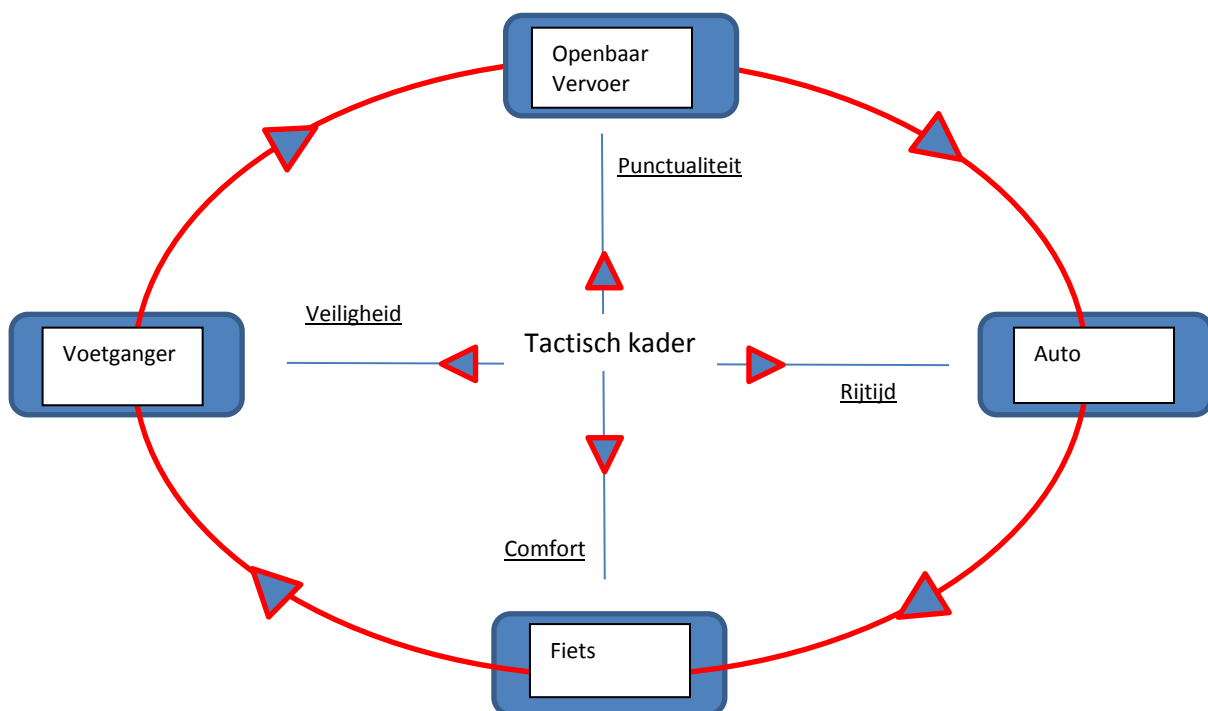 Openbaar
Vervoer
Punctualiteit
Veiligheid
Voetganger
Tactisch kader
Auto
Rijtijd
Comfort
Fiets